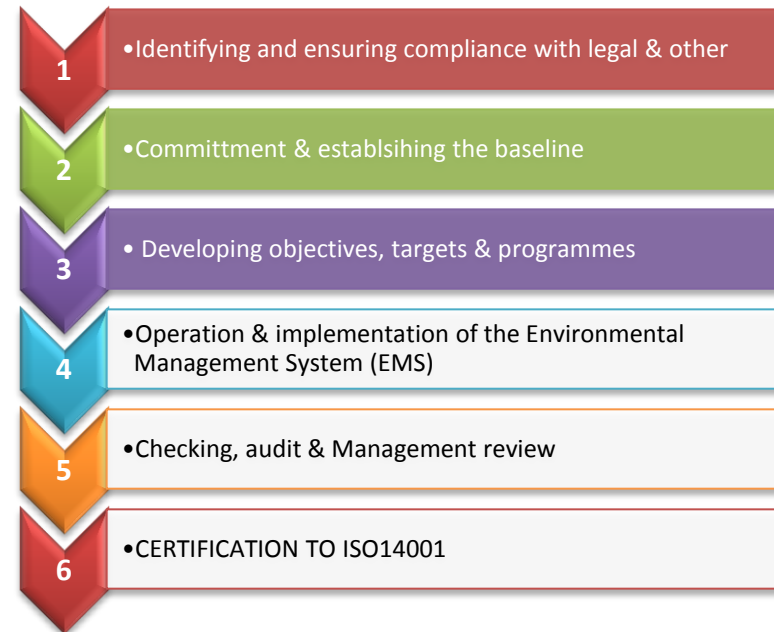 1
•Identifying and ensuring compliance with legal & other
2
•Committment & establsihing the baseline
3
• Developing objectives, targets & programmes
4
•Operation & implementation of the Environmental
Management System (EMS)
5
•Checking, audit & Management review
6
•CERTIFICATION TO ISO14001